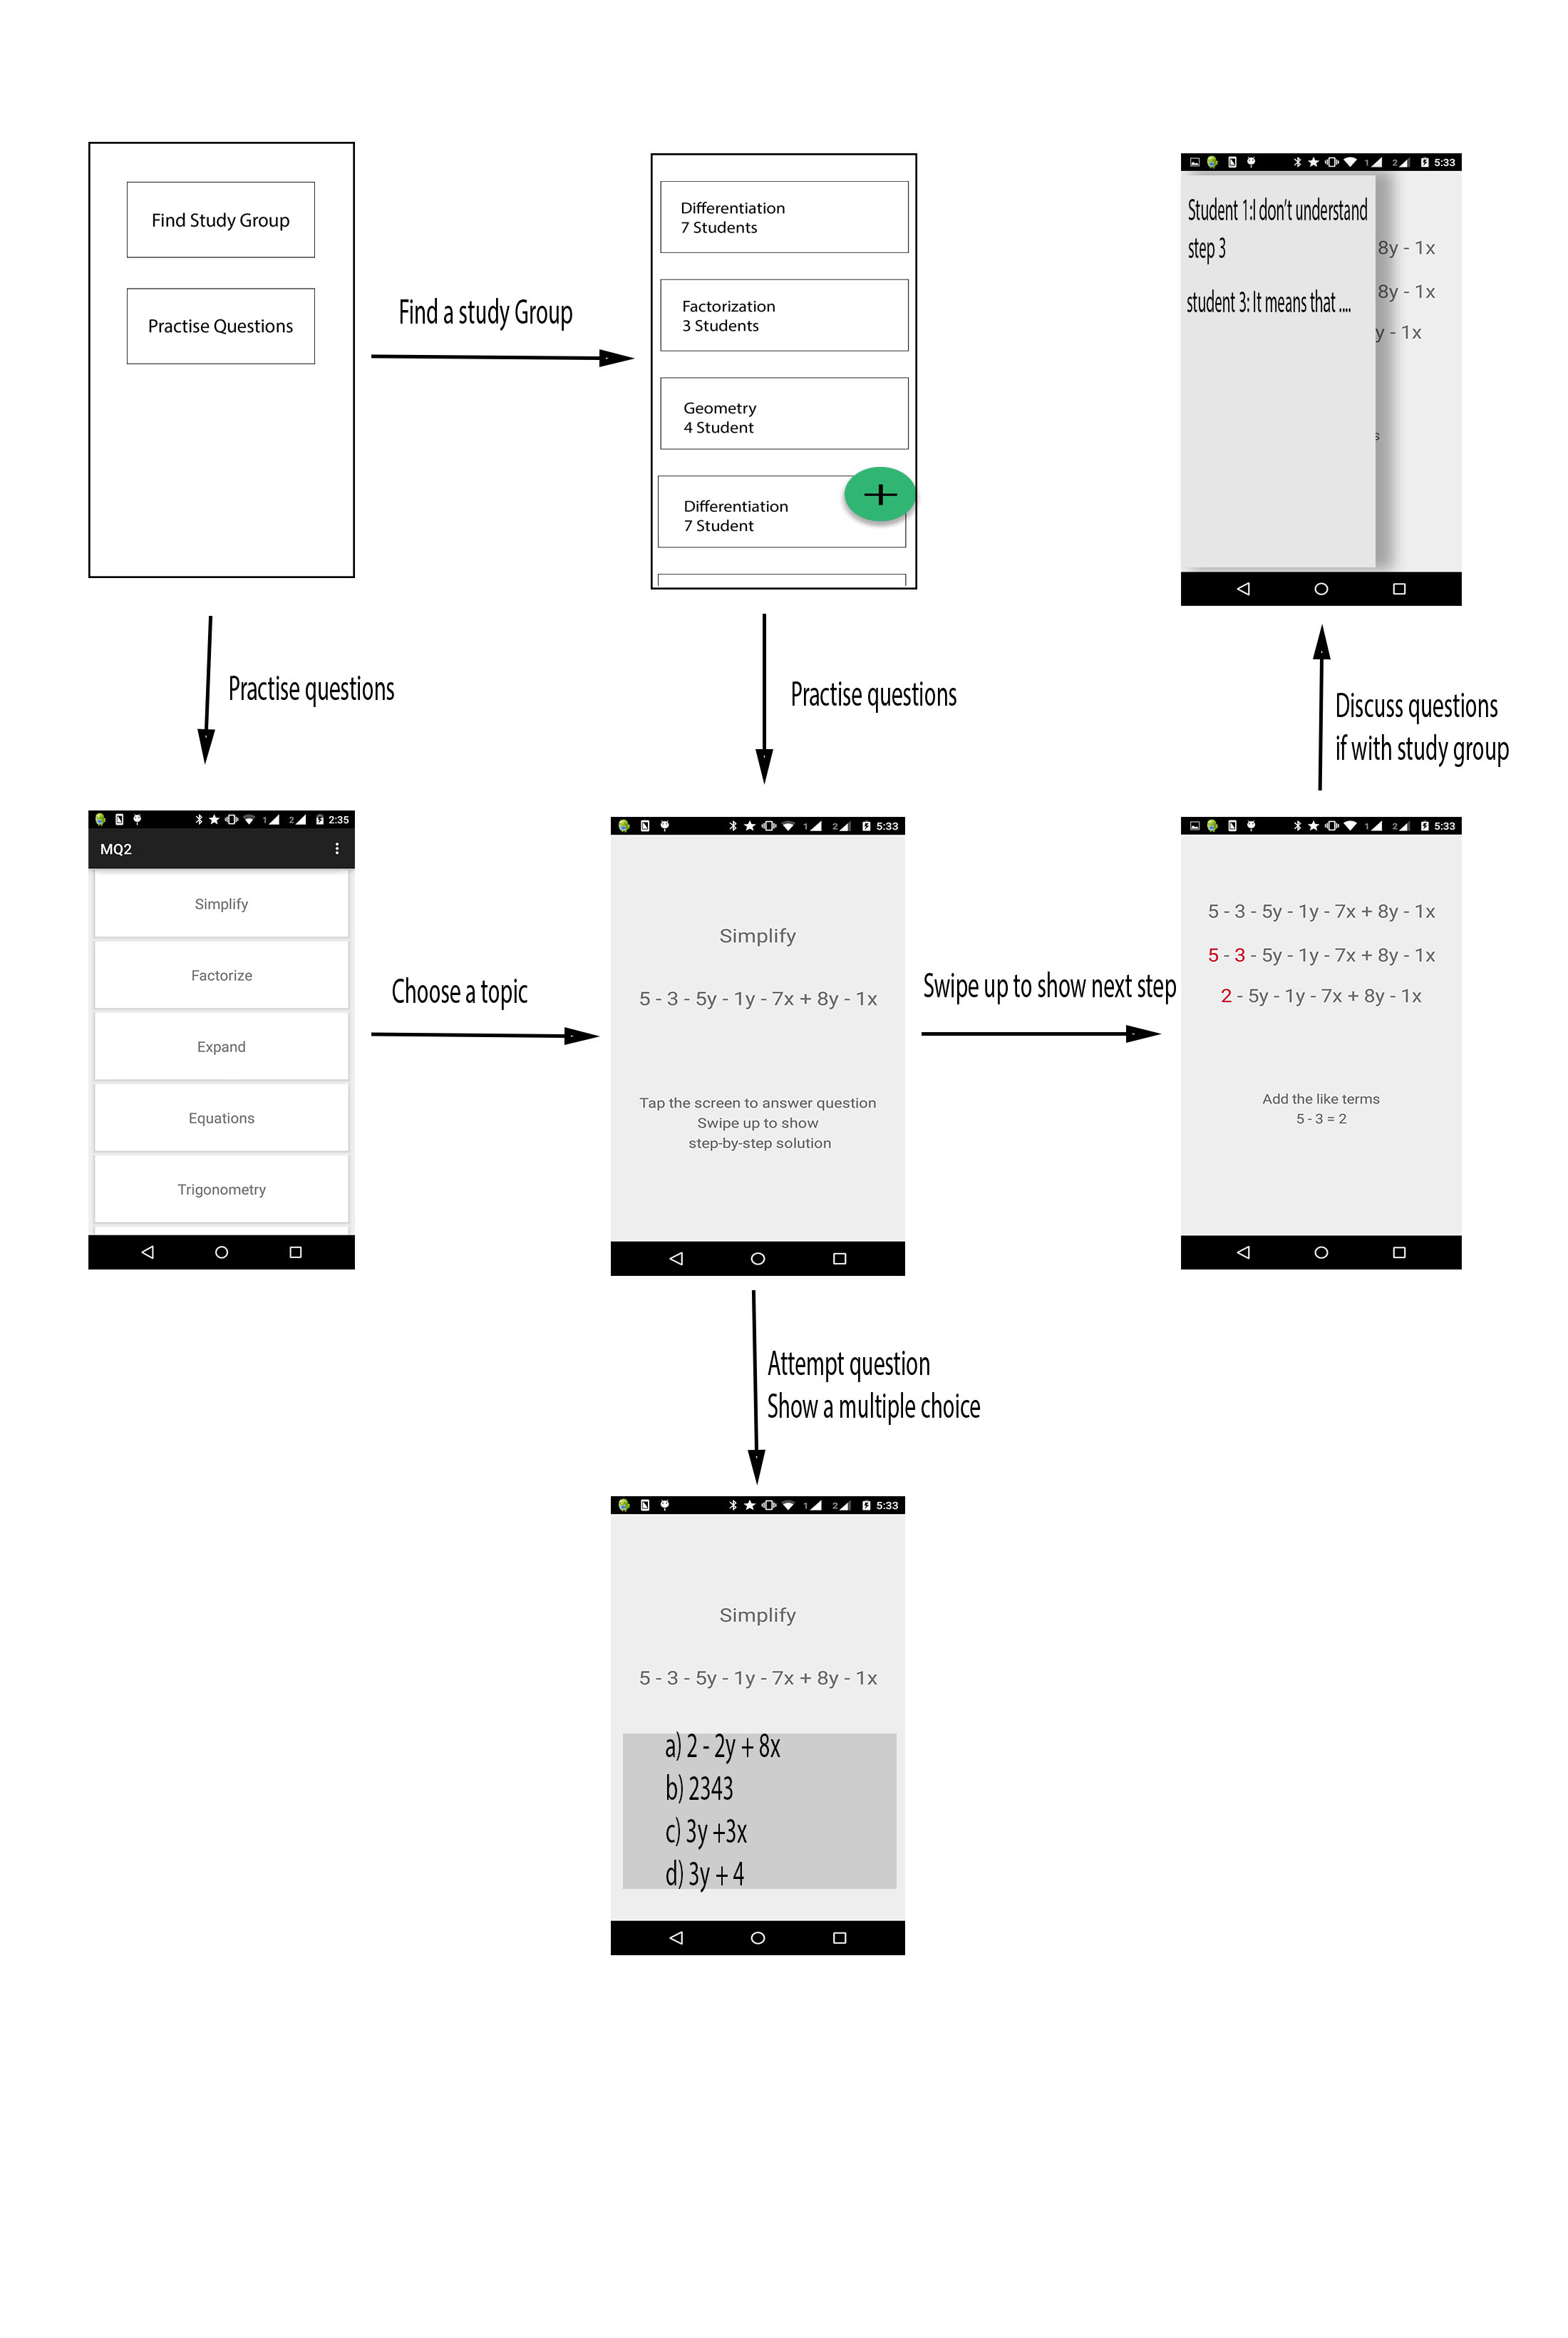 Find Study Group
Practise Questions
Find a study Group
Differentiation
7 Students
Factorization
3 Students
Geometry
4 Student
Differentiation
7 Student
5:33
Student 1:I don't understand
step 3
student 3: It means that ....
8y - 1x
8y - 1x
y - 1x
s
Practise questions
Practise questions
Discuss questions
if with study group
2:35
MQ2
Simplify
Factorize
Expand
Equations
Trigonometry
Choose a topic
5:33
Simplify
5 - 3 - 5y - 1y - 7x + 8y - 1x
Tap the screen to answer question
Swipe up to show
step-by-step solution
Swipe up to show next step
5:33
5 - 3 - 5y - 1y - 7x + 8y - 1x
5 - 3 - 5y - 1y - 7x + 8y - 1x
2 - 5y - 1y - 7x + 8y - 1x
Add the like terms
5 - 3 = 2
Attempt question
Show a multiple choice
5:33
Simplify
5 - 3 - 5y - 1y - 7x + 8y - 1x
a) 2 - 2y + 8x
b) 2343
c) 3y +3x
d) 3y + 4